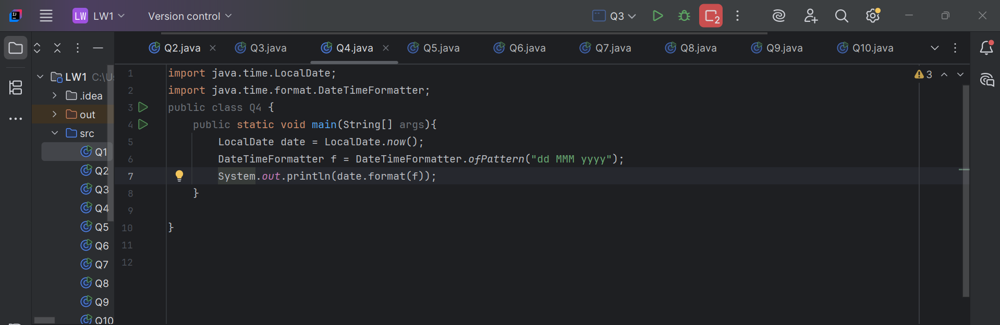 LW LW1 Version control Q3 2
Q2.java Q3.java Q4.java Q5.java Q6.java Q7.java Q8.java Q9.java Q10.java
LW1 C:\Us
.idea
out
src
Q1
Q2
Q3
Q4
Q5
Q6
Q7
Q8
Q9
Q10
1 import java.time.LocalDate;
2 import java.time.format.DateTimeFormatter;
3 public class Q4 {
4 public static void main(String[] args){
5 LocalDate date = LocalDate.now();
6 DateTimeFormatter f = DateTimeFormatter.ofPattern("dd MMM yyyy");
7 System.out.println(date.format(f));
8 }
9
10 }
11
12
3